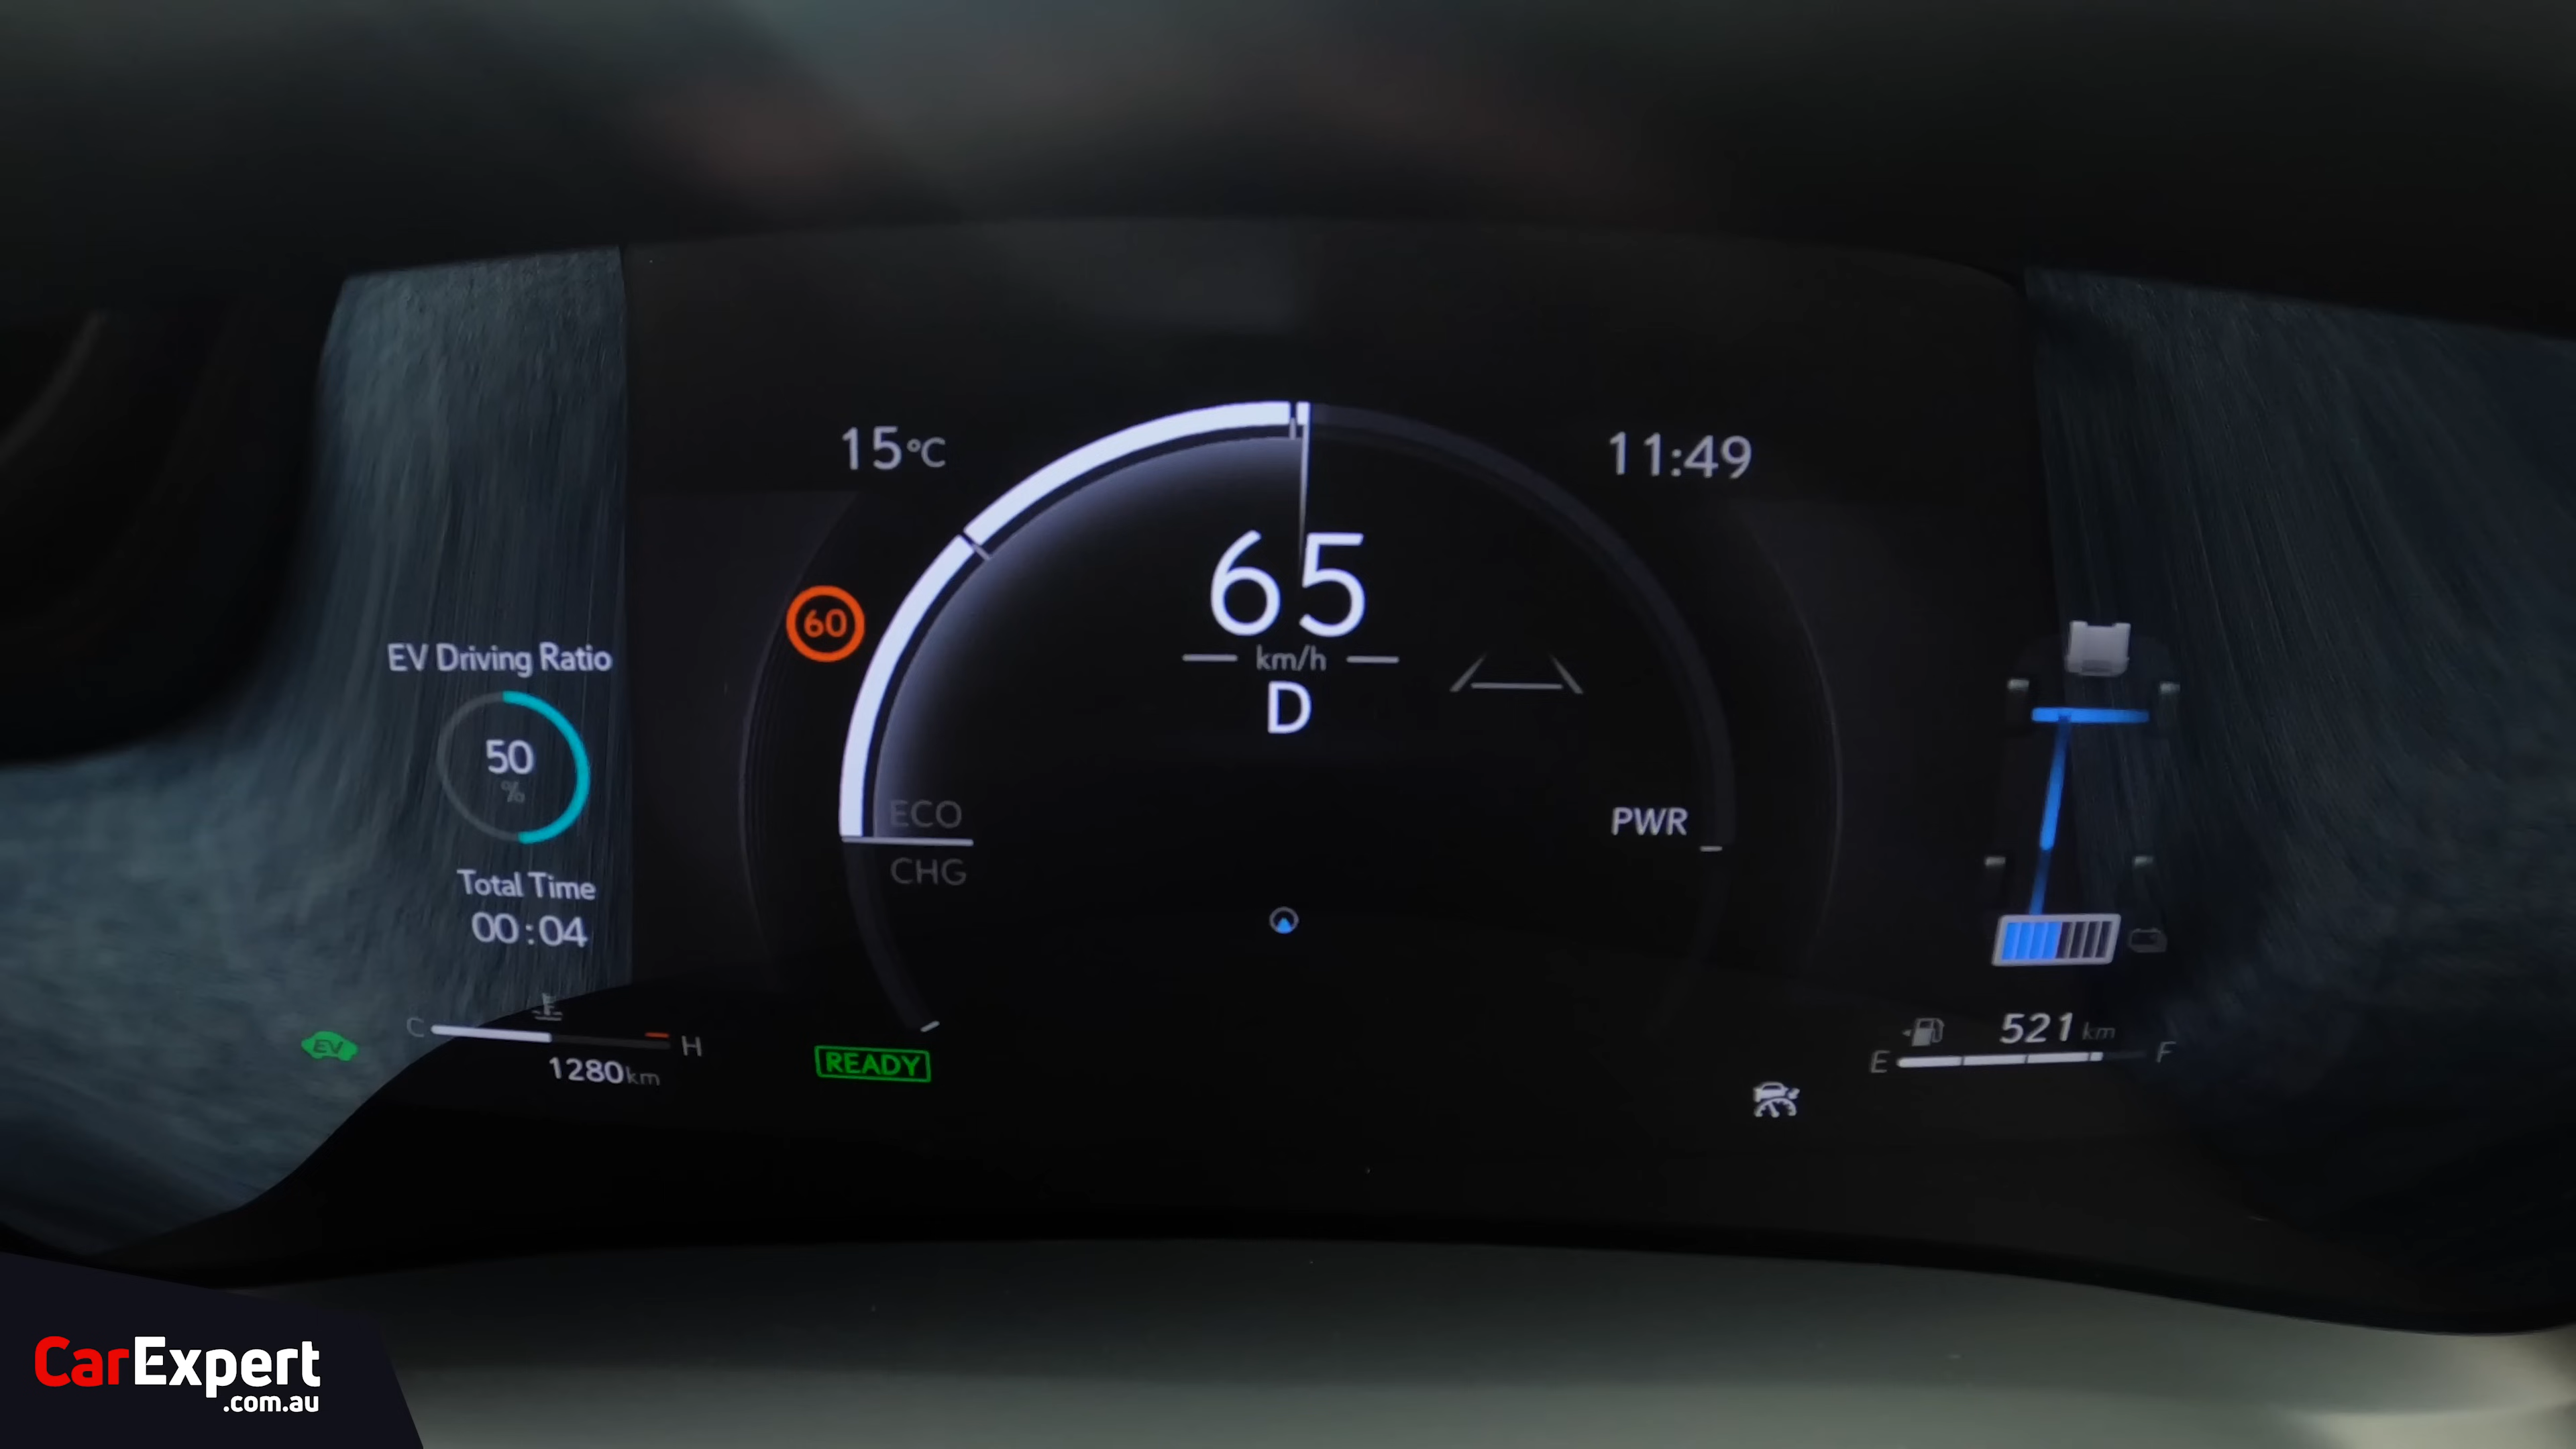 15°C
11:49
60
65
km/h
D
EV Driving Ratio
50
%
ECO
CHG
PWR
Total Time
00:04
EV
C
H
1280km
READY
521 km
E
F
CarExpert
.com.au